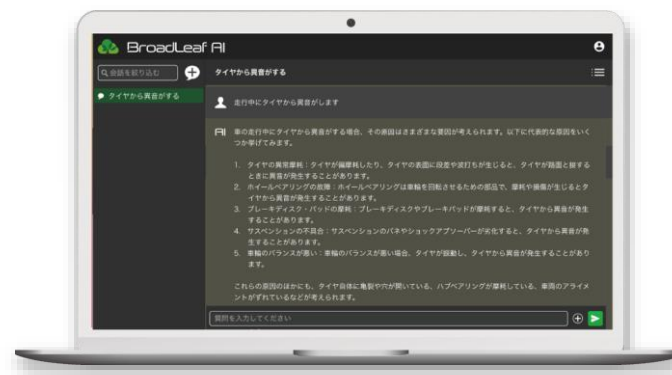 BroadLeaf AI
会話を絞り込む
タイヤから異音がする
タイヤから異音がする
走行中にタイヤから異音がします
AI 車の走行中にタイヤから異音がする場合、その原因はさまざまな要因が考えられます。以下に代表的な原因をいく
つか挙げてみます。
1. タイヤの異常摩耗：タイヤが偏摩耗したり、タイヤの表面に段差や波打ちが生じると、タイヤが路面と接する
ときに異音が発生することがあります。
2. ホイールベアリングの故障：ホイールベアリングは車輪を回転させるための部品で、摩耗や損傷が生じるとタ
イヤから異音が発生することがあります。
3. ブレーキディスク・パッドの摩耗：ブレーキディスクやブレーキパッドが摩耗すると、タイヤから異音が発生
することがあります。
4. サスペンションの不具合：サスペンションのバネやショックアブソーバーが劣化すると、タイヤから異音が発
生することがあります。
5. 車輪のバランスが悪い：車輪のバランスが悪い場合、タイヤが振動し、タイヤから異音が発生することがあり
ます。
これらの原因のほかにも、タイヤ自体に亀裂や穴が開いている、ハブベアリングが摩耗している、車両のアライメ
ントがずれているなどが考えられます。
質問を入力してください